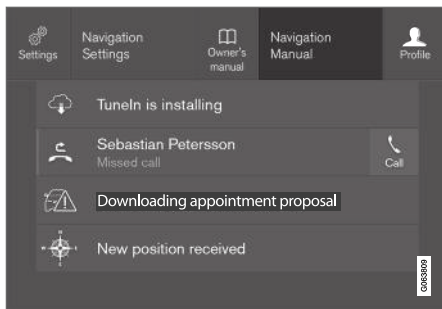 Settings
Navigation
Settings
Owner's
manual
Navigation
Manual
Profile
TuneIn is installing
Sebastian Petersson
Missed call
Call
Downloading appointment proposal
New position received
G063809